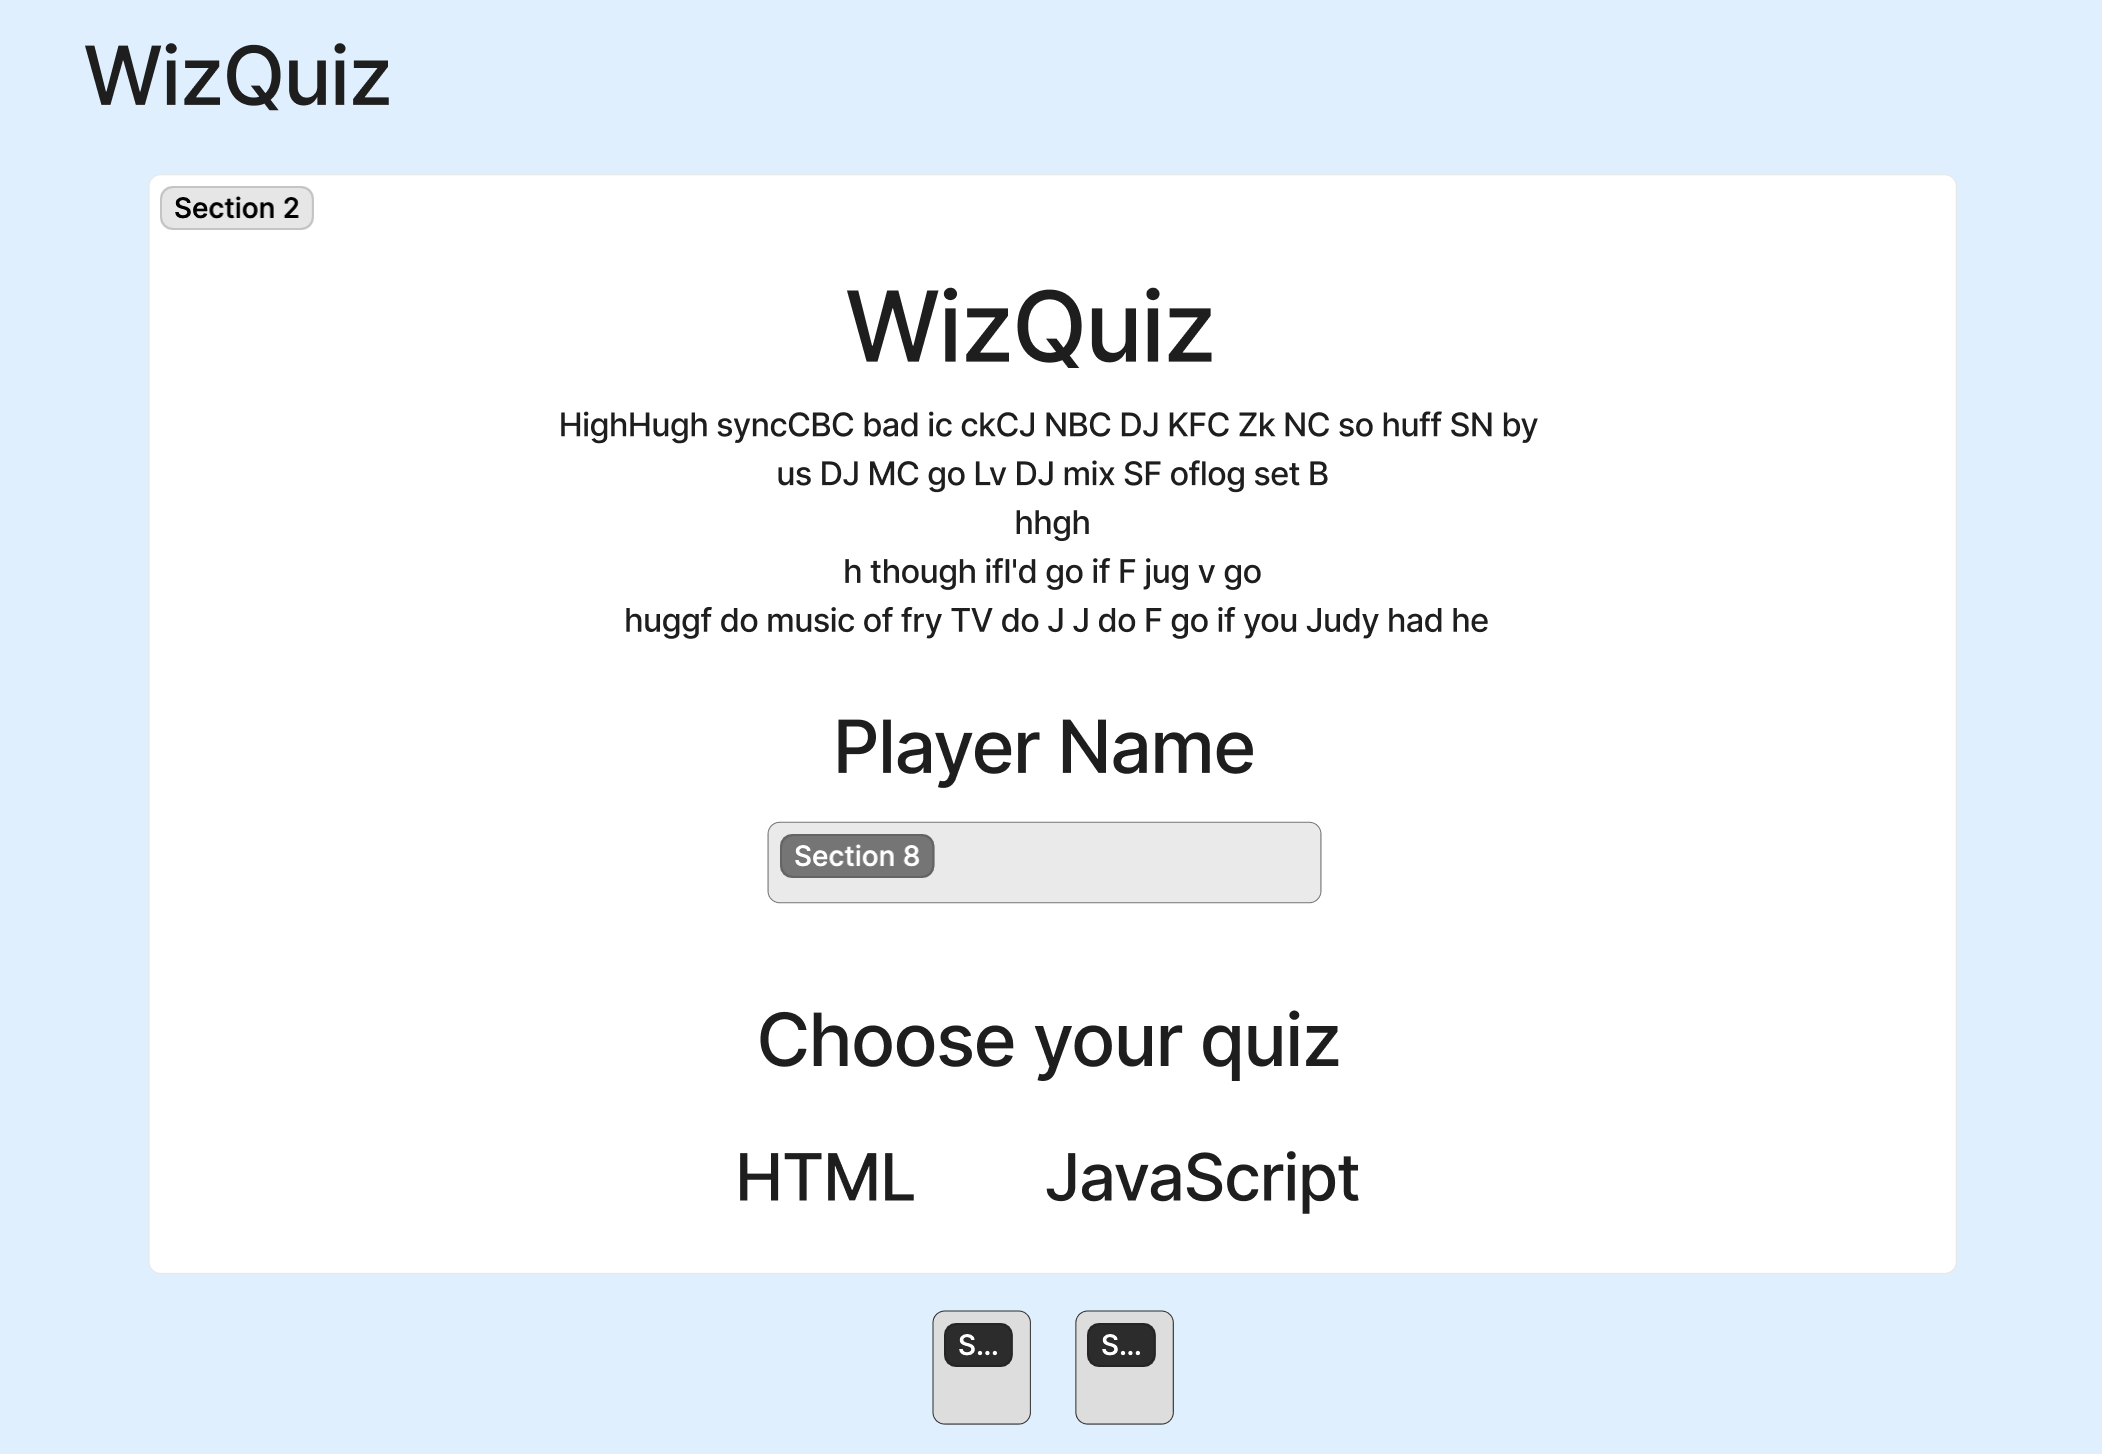 WizQuiz
Section 2
WizQuiz
HighHugh syncCBC bad ic ckCJ NBC DJ KFC Zk NC so huff SN by
us DJ MC go Lv DJ mix SF oflog set B
hhgh
h though ifI'd go if F jug v go
huggf do music of fry TV do J J do F go if you Judy had he
Player Name
Section 8
Choose your quiz
HTML JavaScript
S... S...